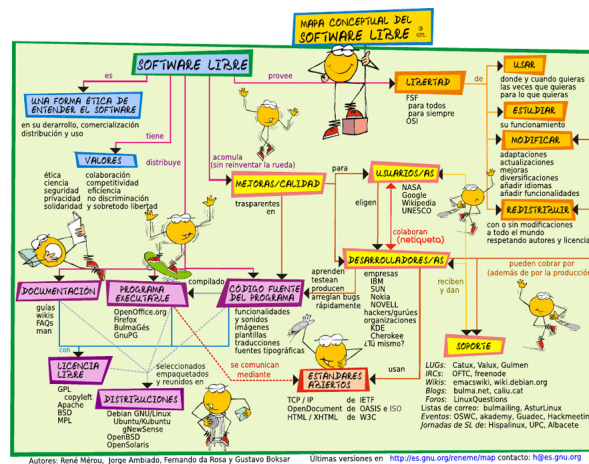 MAPA CONCEPTUAL DEL
SOFTWARE LIBRE
GPL
SOFTWARE LIBRE
es
provee
UNA FORMA ÉTICA DE
ENTENDER EL SOFTWARE
en su derarrollo, comercialización
distribución y uso
tiene
VALORES
ética
ciencia
seguridad
privacidad
solidaridad
colaboración
competitividad
eficiencia
no discriminación
y sobretodo libertad
distribuye
LIBERTAD
de
FSF
para todos
para siempre
OSI
USAR
donde y cuando quieras
las veces que quieras
para lo que quieras
ESTUDIAR
su funcionamiento
MODIFICAR
adaptaciones
actualizaciones
mejoras
diversificaciones
añadir idiomas
añadir funcionalidades
REDISTRIBUIR
con o sin modificaciones
a todo el mundo
respetando autores y licencia
acumula
(sin reinventar la rueda)
MEJORAS/CALIDAD
para
trasparentes
en
USUARIOS/AS
NASA
Google
Wikipedia
UNESCO
eligen
colaboran
(netiqueta)
DESARROLLADORES/AS
empresas
IBM
SUN
Nokia
NOVELL
hackers/gurúes
organizaciones
KDE
Cherokee
¿Tú mismo?
aprenden
testean
producen
arreglan bugs
rápidamente
reciben
y dan
pueden cobrar por
(además de por la producción
SOPORTE
LUGs: Catux, Valux, Gulmen
IRCs: OFTC, freenode
Wikis: emacswiki, wiki.debian.org
Blogs: bulma.net, caliu.cat
Foros: LinuxQuestions
Listas de correo: bulmailing, AsturLinux
Eventos: OSWC, akademy, Guadec, Hackmeeting
Jornadas de SL de: Hispalinux, UPC, Albacete
DOCUMENTACIÓN
guías
wikis
FAQs
man
PROGRAMA
EXECUTABLE
OpenOffice.org
Firefox
BulmaGés
GnuPG
compilado
CODIGO FUENTE
DEL PROGRAMA
funcionalidades
y sonidos
imágenes
plantillas
traducciones
fuentes tipográficas
con
LICENCIA
LIBRE
GPL
copyleft
Apache
BSD
MPL
seleccionados
empaquetados
y reunidos en
DISTRIBUCIONES
Debian GNU/Linux
Ubuntu/Kubuntu
gNewSense
OpenBSD
OpenSolaris
se comunican
mediante
usan
ESTANDARES
ABIERTOS
TCP / IP de IETF
OpenDocument de OASIS e ISO
HTML / XHTML de W3C
Autores: René Mérou, Jorge Ambiado, Fernando da Rosa y Gustavo Boksar
Últimas versiones en http://es.gnu.org/reneme/map contacto: h@es.gnu.org